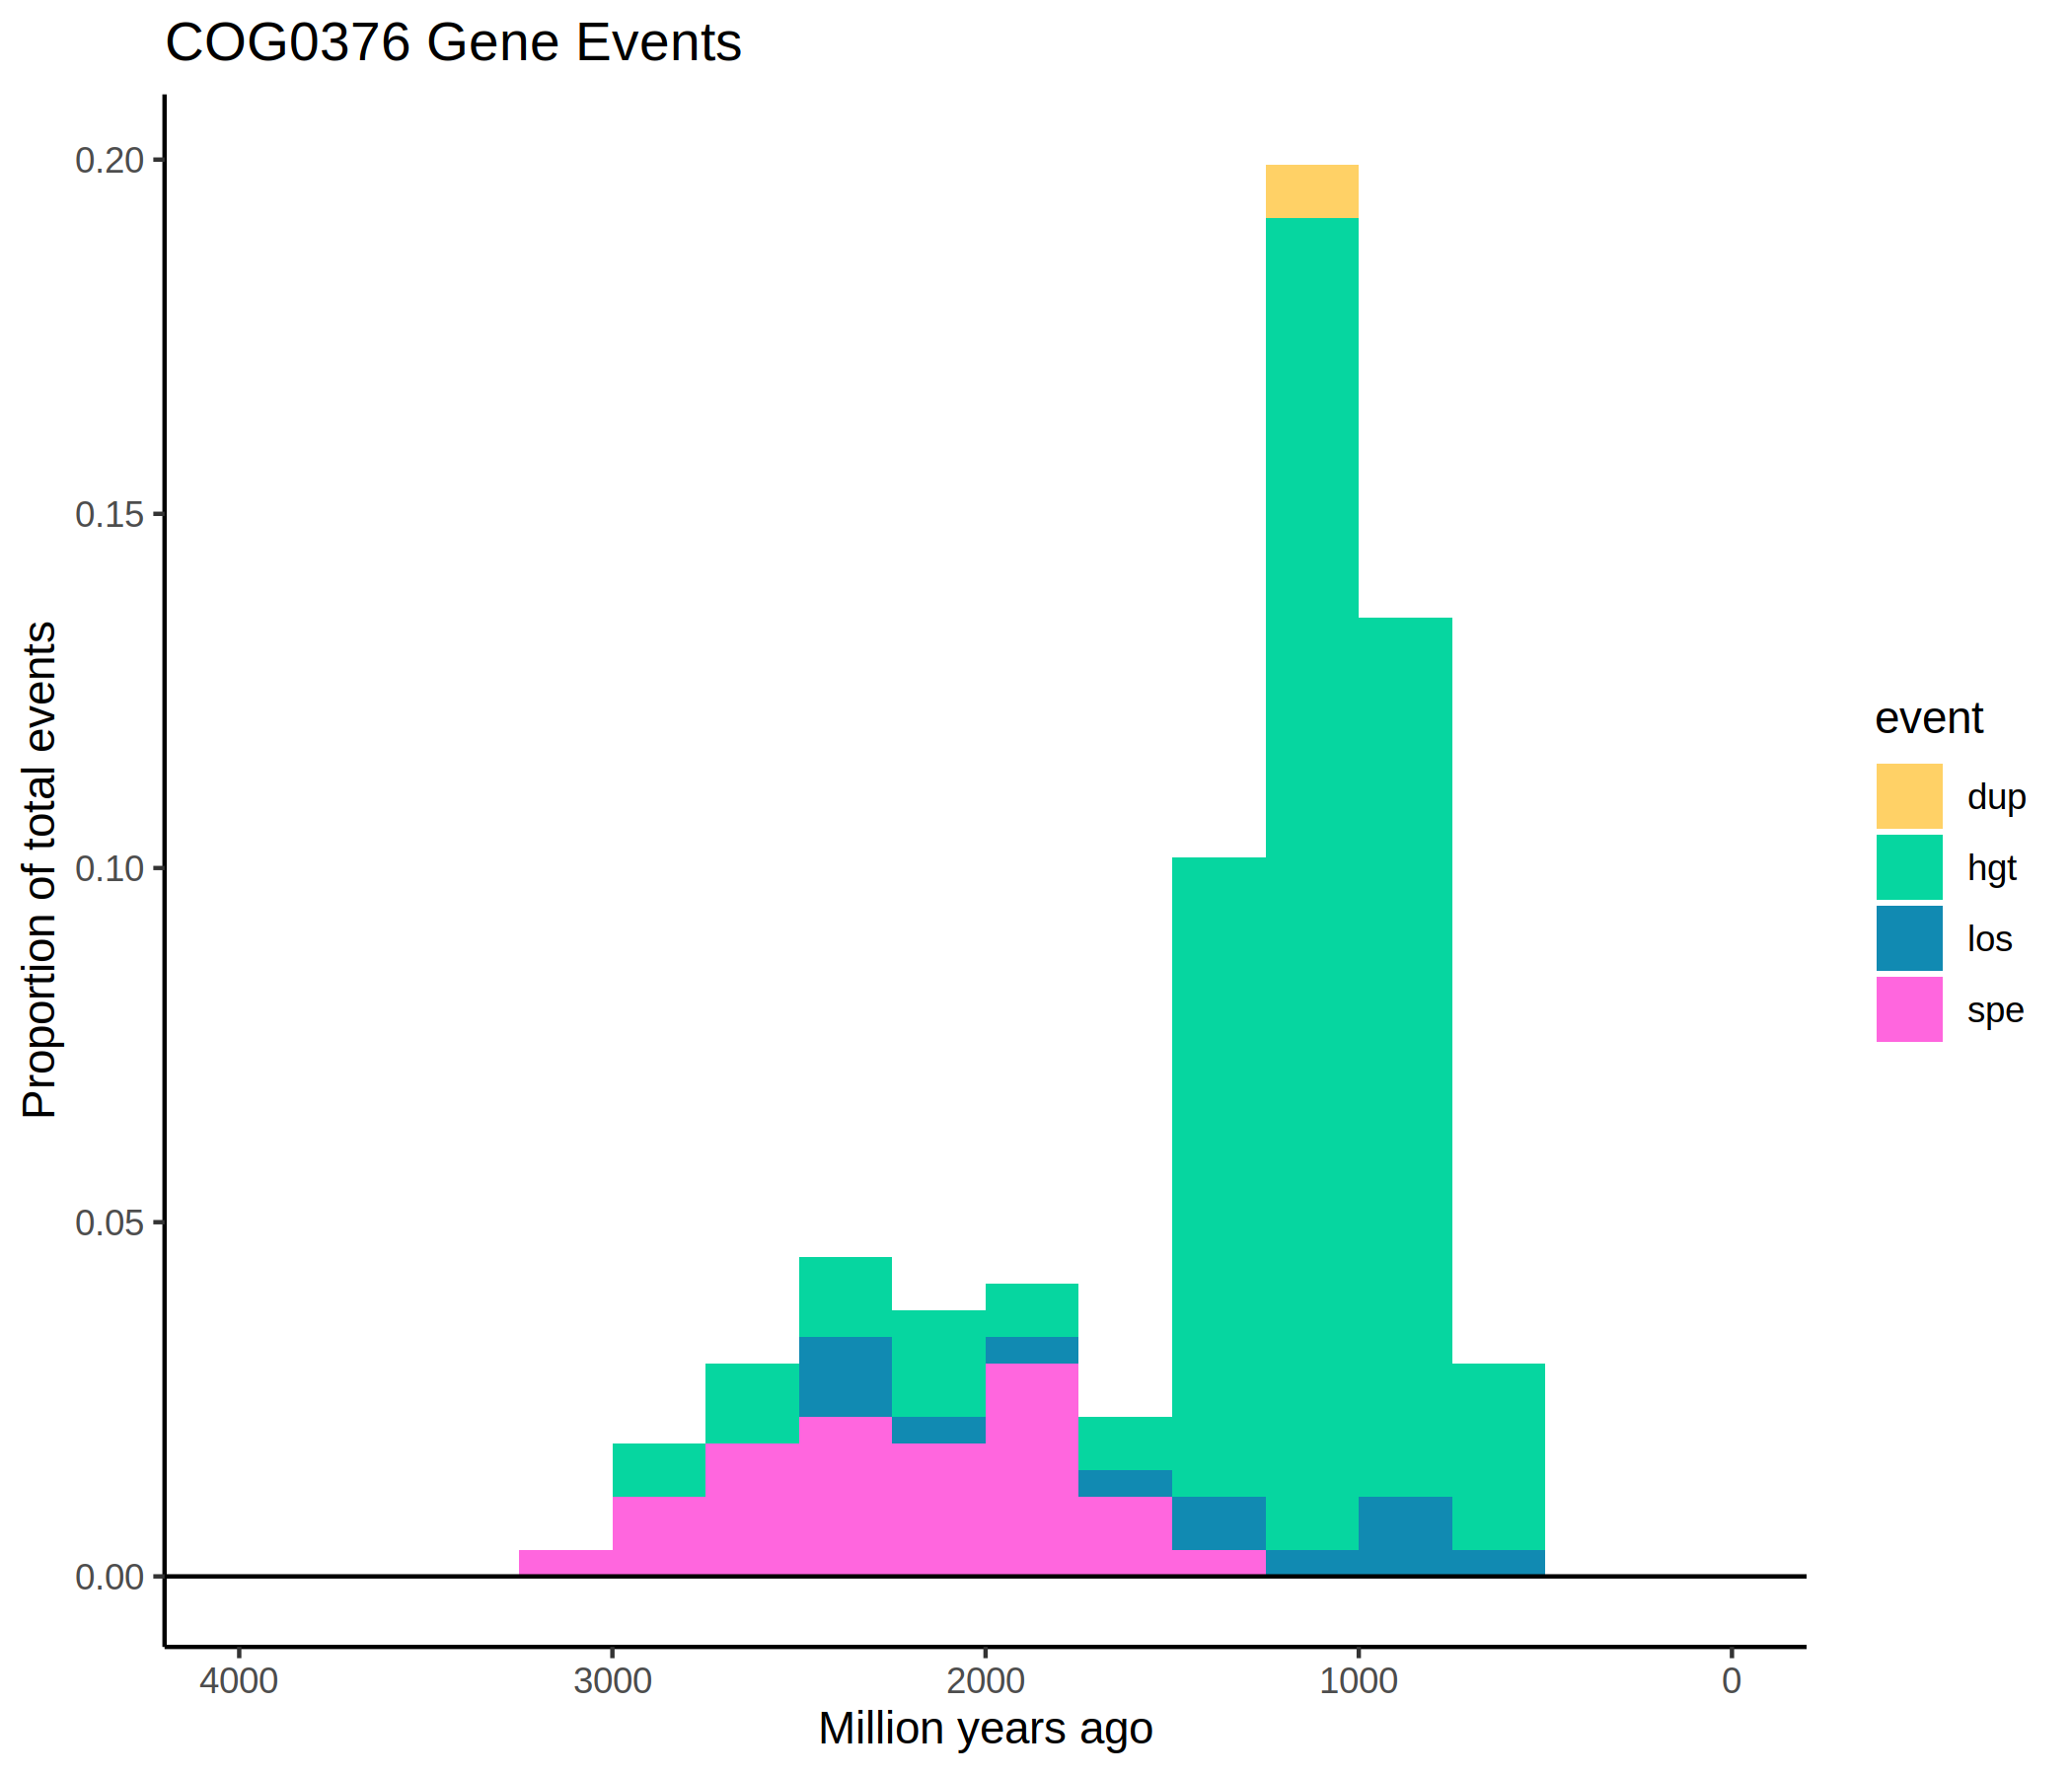 COG0376 Gene Events
Proportion of total events
0.20
0.15
0.10
0.05
0.00
4000 3000 2000 1000 0
Million years ago
event
dup
hgt
los
spe